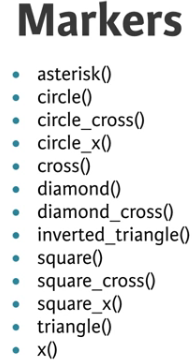 Markers
• asterisk()
• circle()
• circle_cross()
• circle_x()
• cross()
• diamond()
• diamond_cross()
• inverted_triangle()
• square()
• square_cross()
• square_x()
• triangle()
• x()